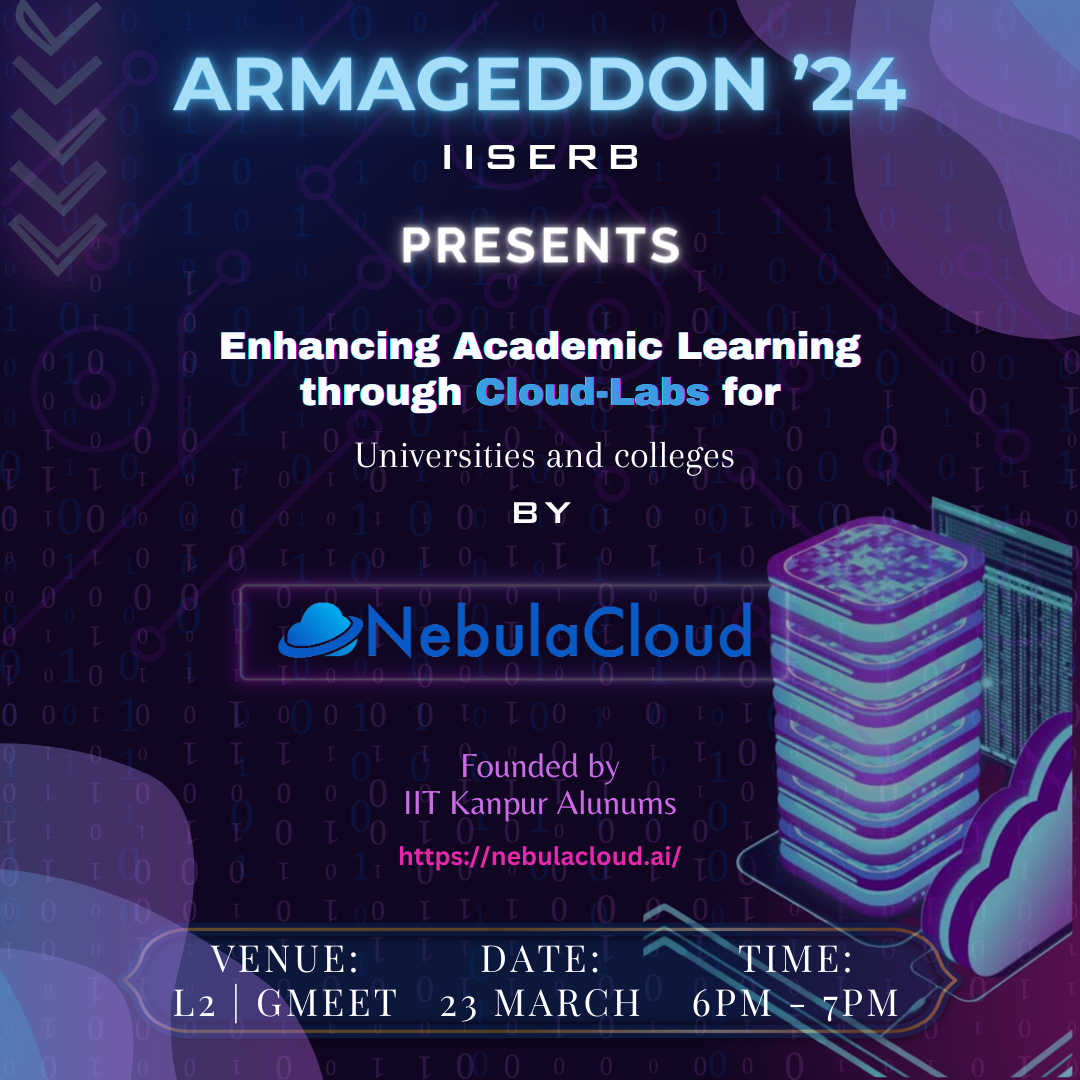 ARMAGEDDON ’24
IISERB
PRESENTS
Enhancing Academic Learning
through Cloud-Labs for
Universities and colleges
BY
NebulaCloud
Founded by
IIT Kanpur Alunums
https://nebulacloud.ai/
VENUE: DATE: TIME:
L2 | GMEET 23 MARCH 6PM - 7PM